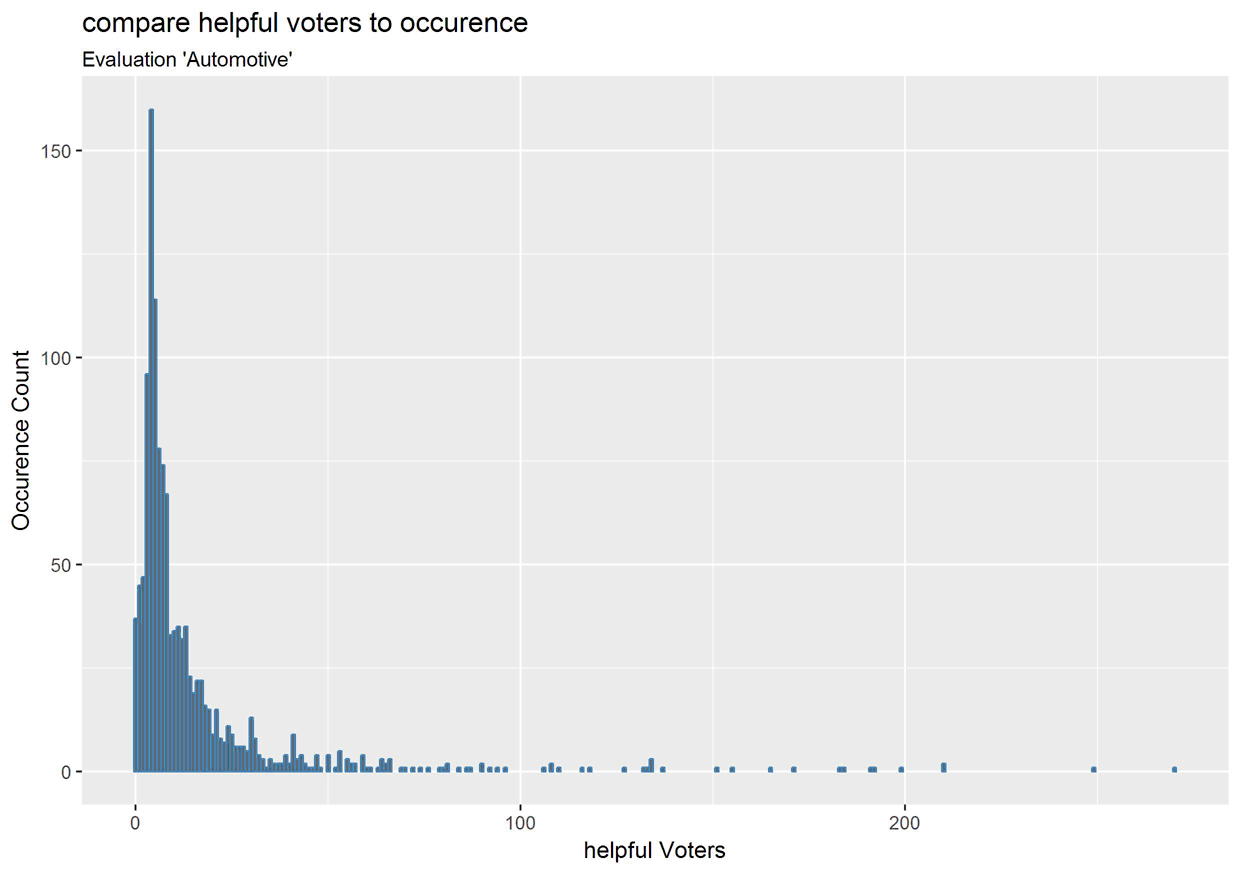 compare helpful voters to occurence
Evaluation 'Automotive'
150
100
50
0
Occurence Count
0
100
200
helpful Voters